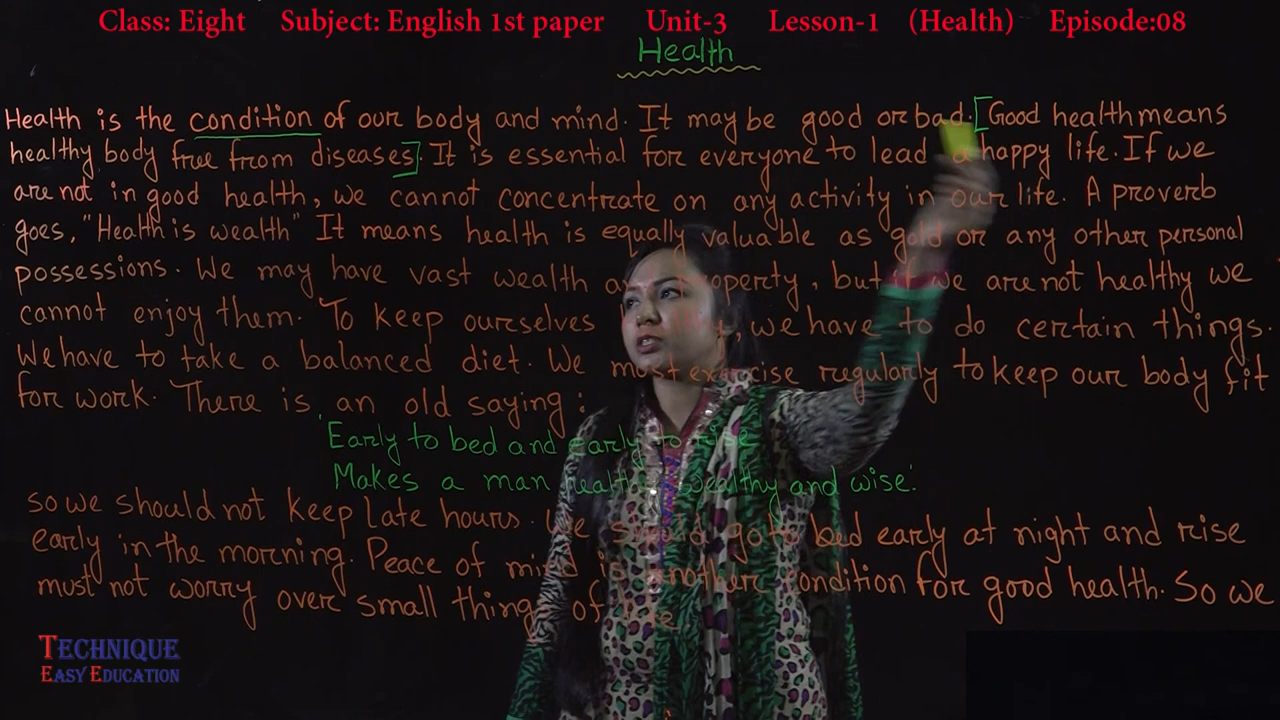 Class: Eight Subject: English 1st paper Unit-3 Lesson-1 (Health) Episode:08
Health
Health is the condition of our body and mind. It may be good or bad. [Good health means
healthy body free from diseases]. It is essential for everyone to lead a happy life. If we
are not in good health, we cannot concentrate on any activity in our life. A proverb
goes, "Health is wealth" It means health is equally valuable as gold or any other personal
possessions. We may have vast wealth property, but if we are not healthy we
cannot enjoy them. To keep ourselves we have to do certain things.
We have to take a balanced diet. We must exercise regularly to keep our body fit
for work. There is an old saying:
'Early to bed and early to rise
Makes a man healthy wealthy and wise.'
so we should not keep late hours. We should go to bed early at night and rise
early in the morning. Peace of mind is another condition for good health. So we
must not worry over small things of life
TECHNIQUE
EASY EDUCATION